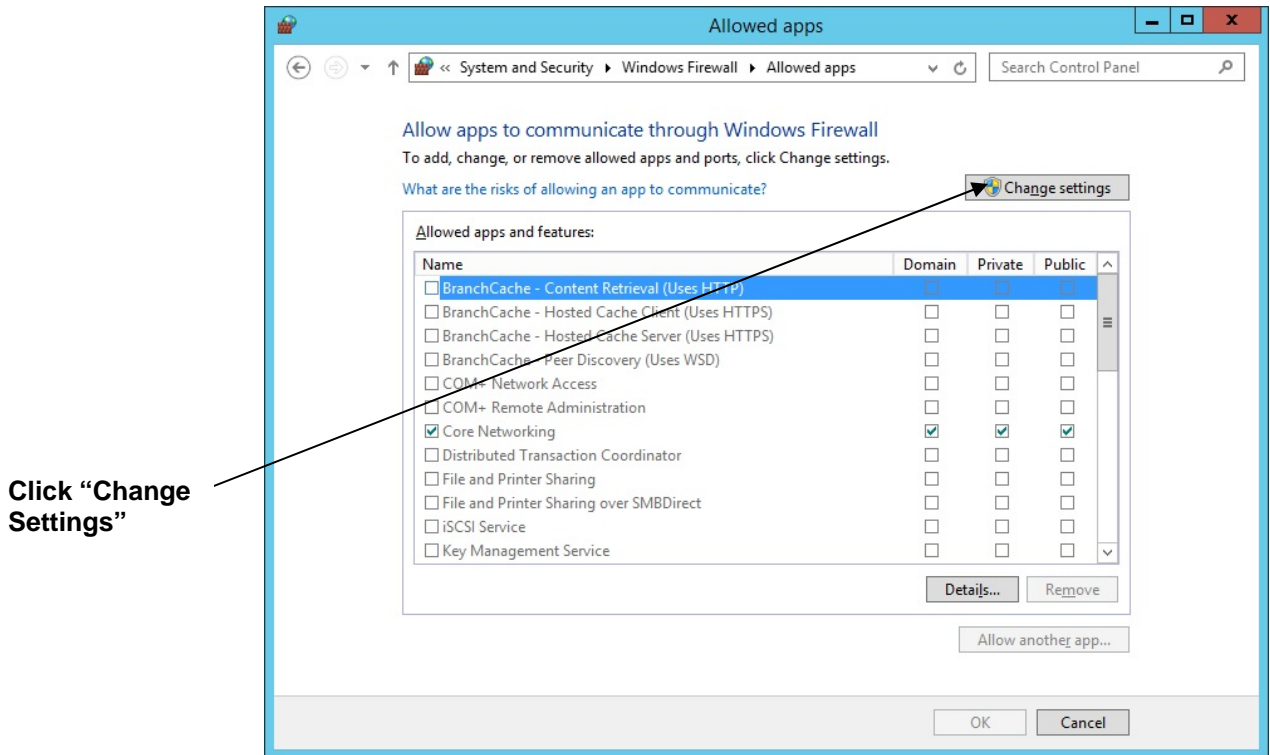 Allowed apps
« System and Security ▸ Windows Firewall ▸ Allowed apps
Search Control Panel
Allow apps to communicate through Windows Firewall
To add, change, or remove allowed apps and ports, click Change settings.
What are the risks of allowing an app to communicate?
Change settings
Allowed apps and features:
Name Domain Private Public
BranchCache - Content Retrieval (Uses HTTP)
BranchCache - Hosted Cache Client (Uses HTTPS)
BranchCache - Hosted Cache Server (Uses HTTPS)
BranchCache - Peer Discovery (Uses WSD)
COM+ Network Access
COM+ Remote Administration
Core Networking
Distributed Transaction Coordinator
File and Printer Sharing
File and Printer Sharing over SMBDirect
iSCSI Service
Key Management Service
Details...
Remove
Allow another app...
OK
Cancel
Click “Change
Settings”